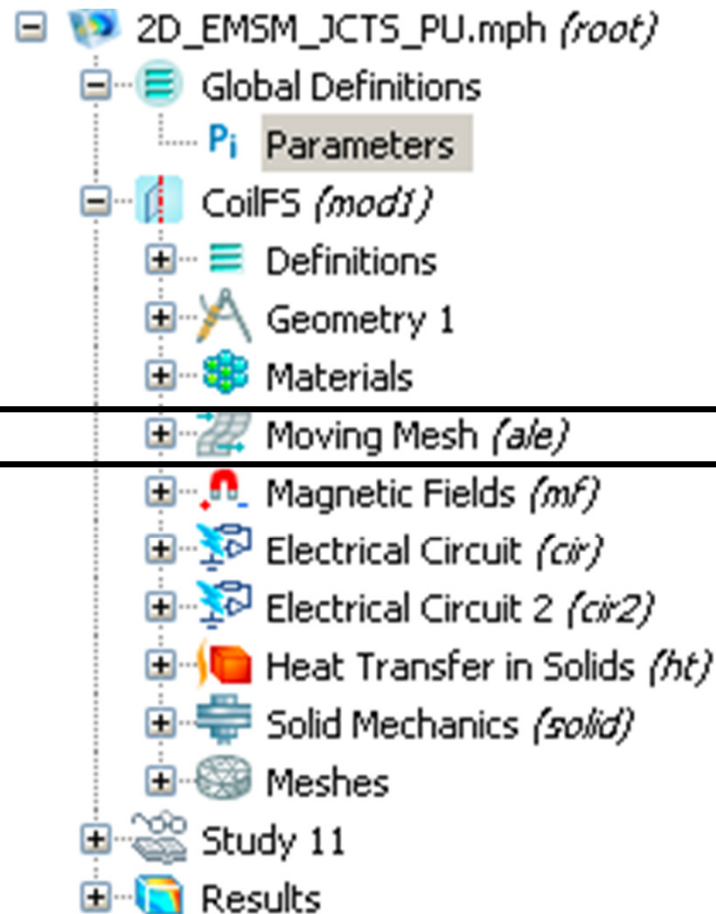 2D_EMSM_JCTS_PU.mph (root)
Global Definitions
Pi Parameters
CoilFS (mod1)
Definitions
Geometry 1
Materials
Moving Mesh (ale)
Magnetic Fields (mf)
Electrical Circuit (cir)
Electrical Circuit 2 (cir2)
Heat Transfer in Solids (ht)
Solid Mechanics (solid)
Meshes
Study 11
Results